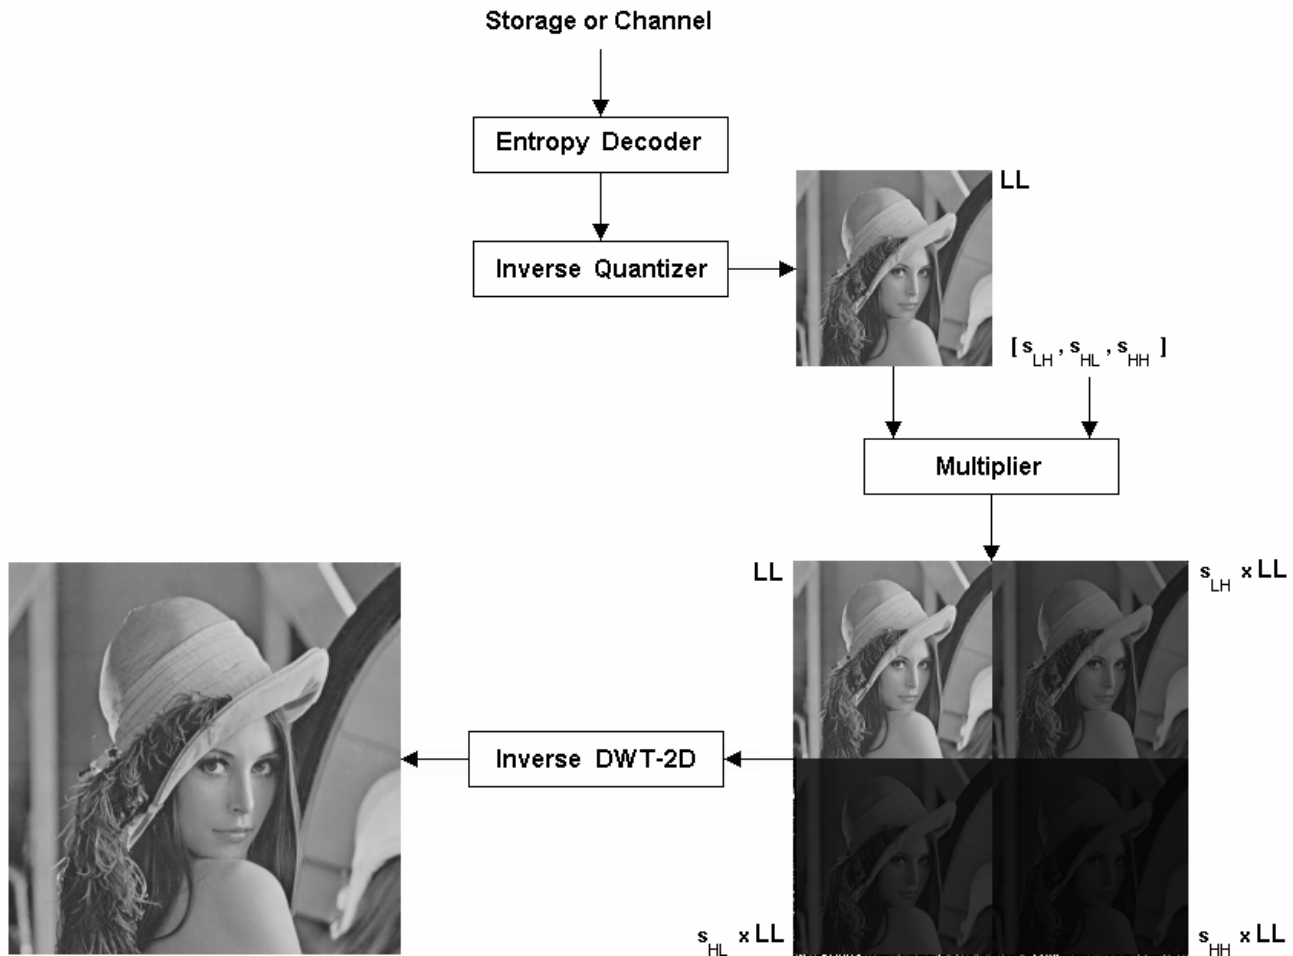 Storage or Channel
Entropy Decoder
LL
Inverse Quantizer
[ s_LH , s_HL , s_HH ]
Multiplier
LL
s_LH x LL
Inverse DWT-2D
s_HL x LL
s_HH x LL